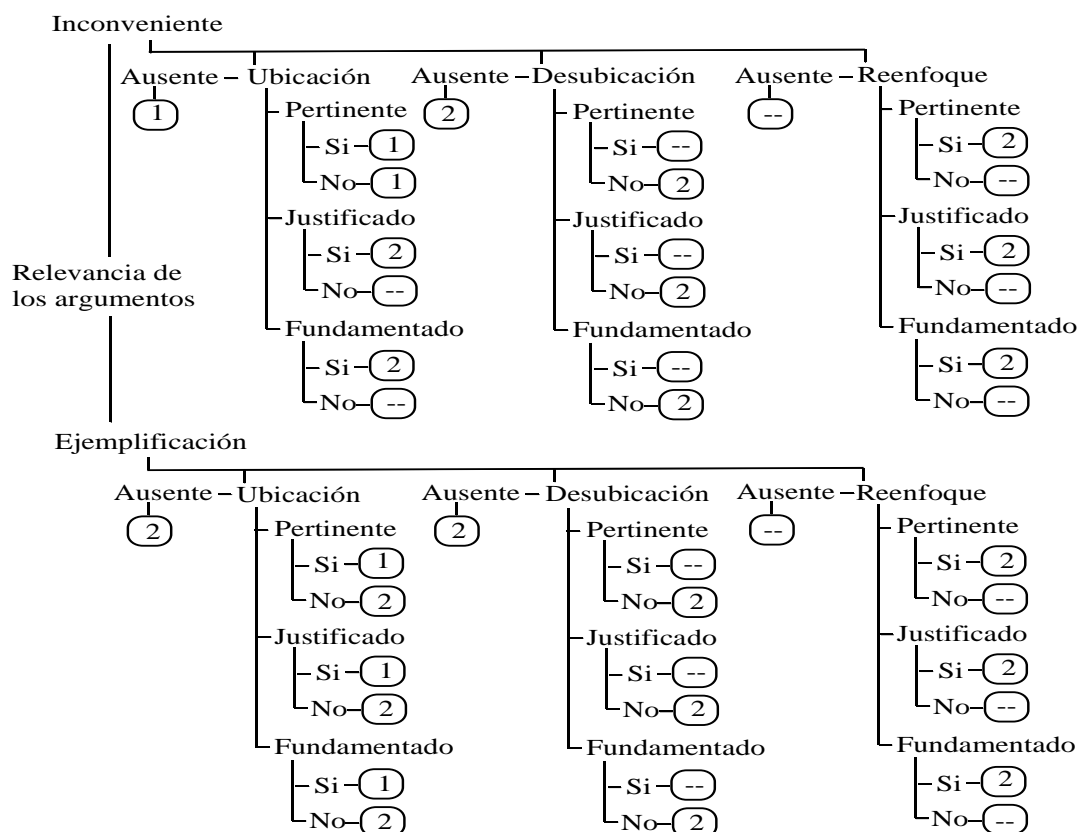 Inconveniente
Ausente – Ubicación Ausente – Desubicación Ausente – Reenfoque
1 2 --
Pertinente Pertinente Pertinente
Si 1 Si -- Si 2
No 1 No 2 No --
Justificado Justificado Justificado
Si 2 Si -- Si 2
No -- No 2 No --
Relevancia de
los argumentos
Fundamentado Fundamentado Fundamentado
Si 2 Si -- Si 2
No -- No 2 No --
Ejemplificación
Ausente – Ubicación Ausente – Desubicación Ausente – Reenfoque
2 2 --
Pertinente Pertinente Pertinente
Si 1 Si -- Si 2
No 2 No 2 No --
Justificado Justificado Justificado
Si 1 Si -- Si 2
No 2 No 2 No --
Fundamentado Fundamentado Fundamentado
Si 1 Si -- Si 2
No 2 No 2 No --